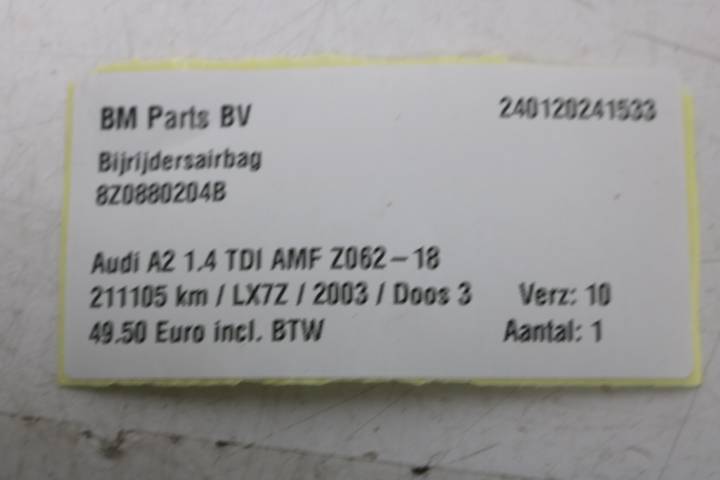 BM Parts BV 240120241533
Bijrijdersairbag
8Z0880204B
Audi A2 1.4 TDI AMF Z062-18
211105 km / LX7Z / 2003 / Doos 3 Verz: 10
49.50 Euro incl. BTW Aantal: 1